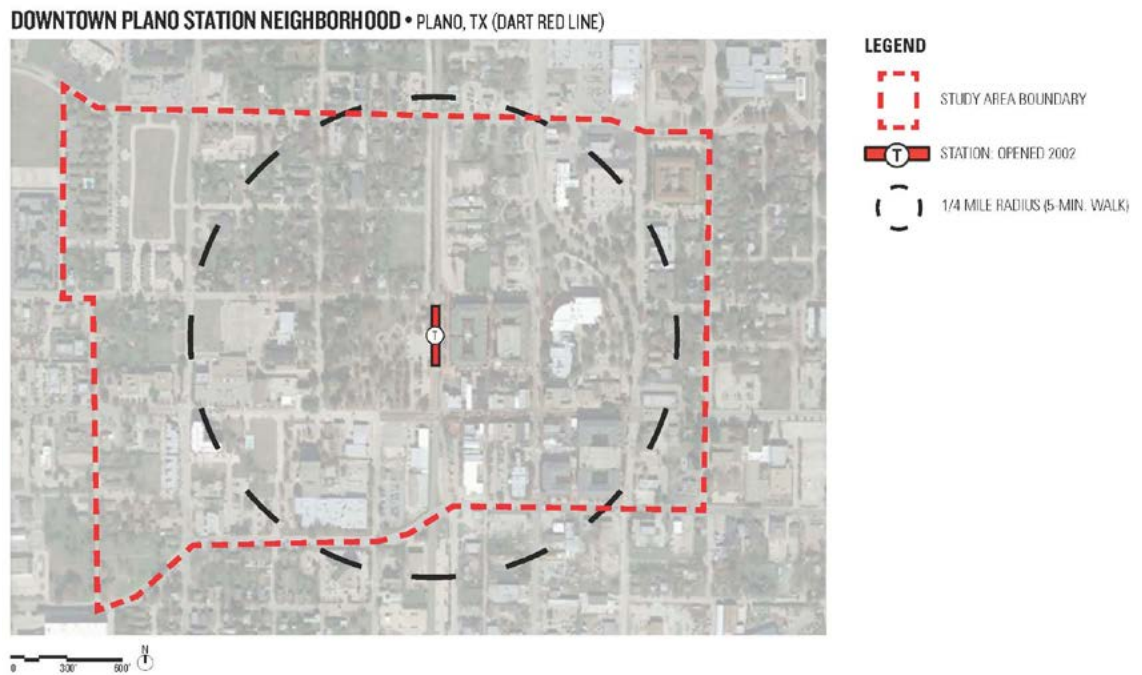 DOWNTOWN PLANO STATION NEIGHBORHOOD • PLANO, TX (DART RED LINE)
LEGEND
STUDY AREA BOUNDARY
T STATION: OPENED 2002
1/4 MILE RADIUS (5-MIN. WALK)
T
N
0 300' 600'